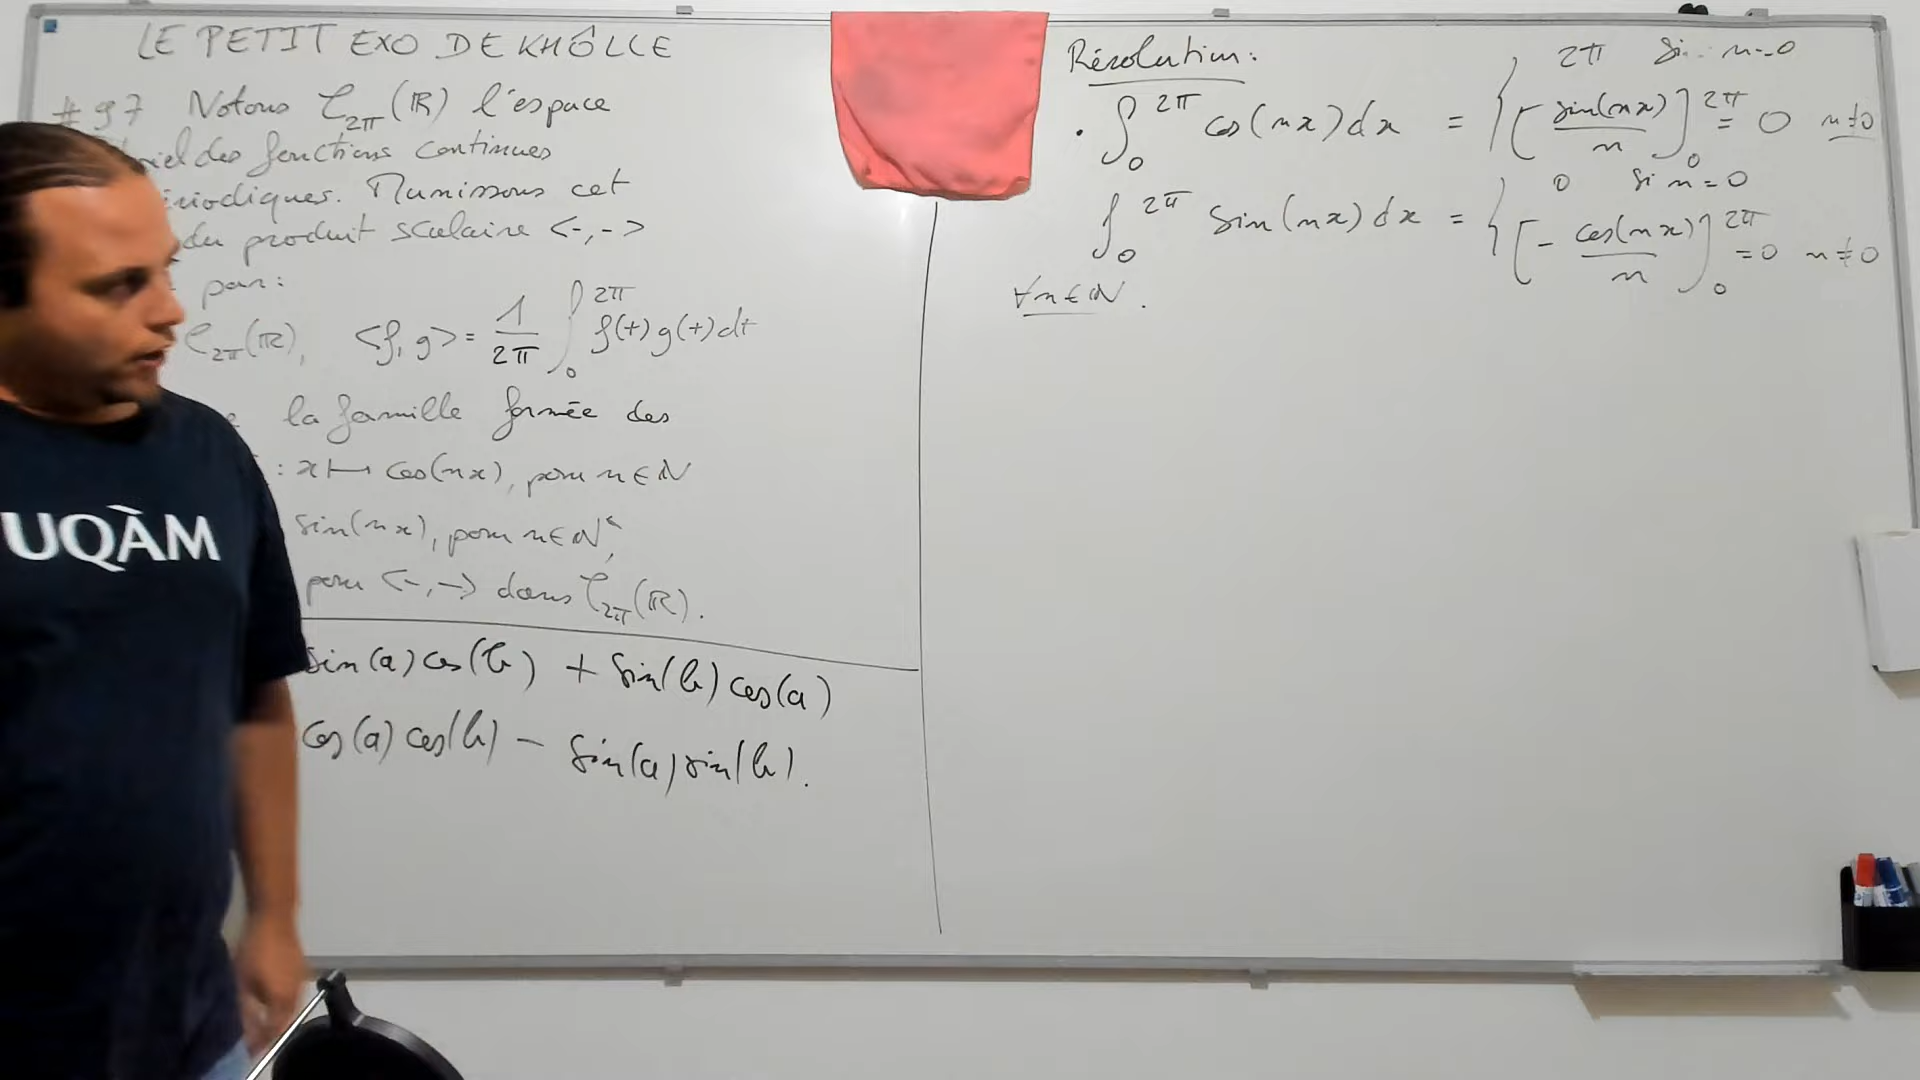 LE PETIT EXO DE KHÔLLE
#97 Notons 𝒞₂π(ℝ) l'espace
riel des fonctions continues
riodiques. Munissons cet
du produit scalaire <-,->
par:
𝒞₂π(ℝ), <f,g> = 1/2π ∫₀^2π f(t)g(t)dt
la famille formée des
: x ↦ cos(nx), pour n ∈ ℕ
sin(nx), pour n ∈ ℕ*,
pour <-,-> dans 𝒞₂π(ℝ).
sin(a)cos(b) + sin(b)cos(a)
cos(a)cos(b) - sin(a)sin(b).
Résolution:
. ∫₀^2π cos(nx)dx = { 2π si n=0
[sin(nx)/n]₀^2π = 0 n≠0
∫₀^2π sin(nx)dx = { 0 si n=0
[-cos(nx)/n]₀^2π = 0 n≠0
∀n∈ℕ.
UQÀM